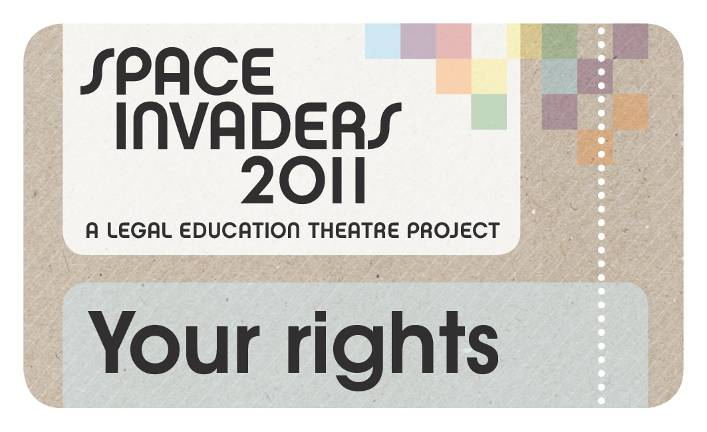 SPACE
INVADERS
2011
A LEGAL EDUCATION THEATRE PROJECT
Your rights